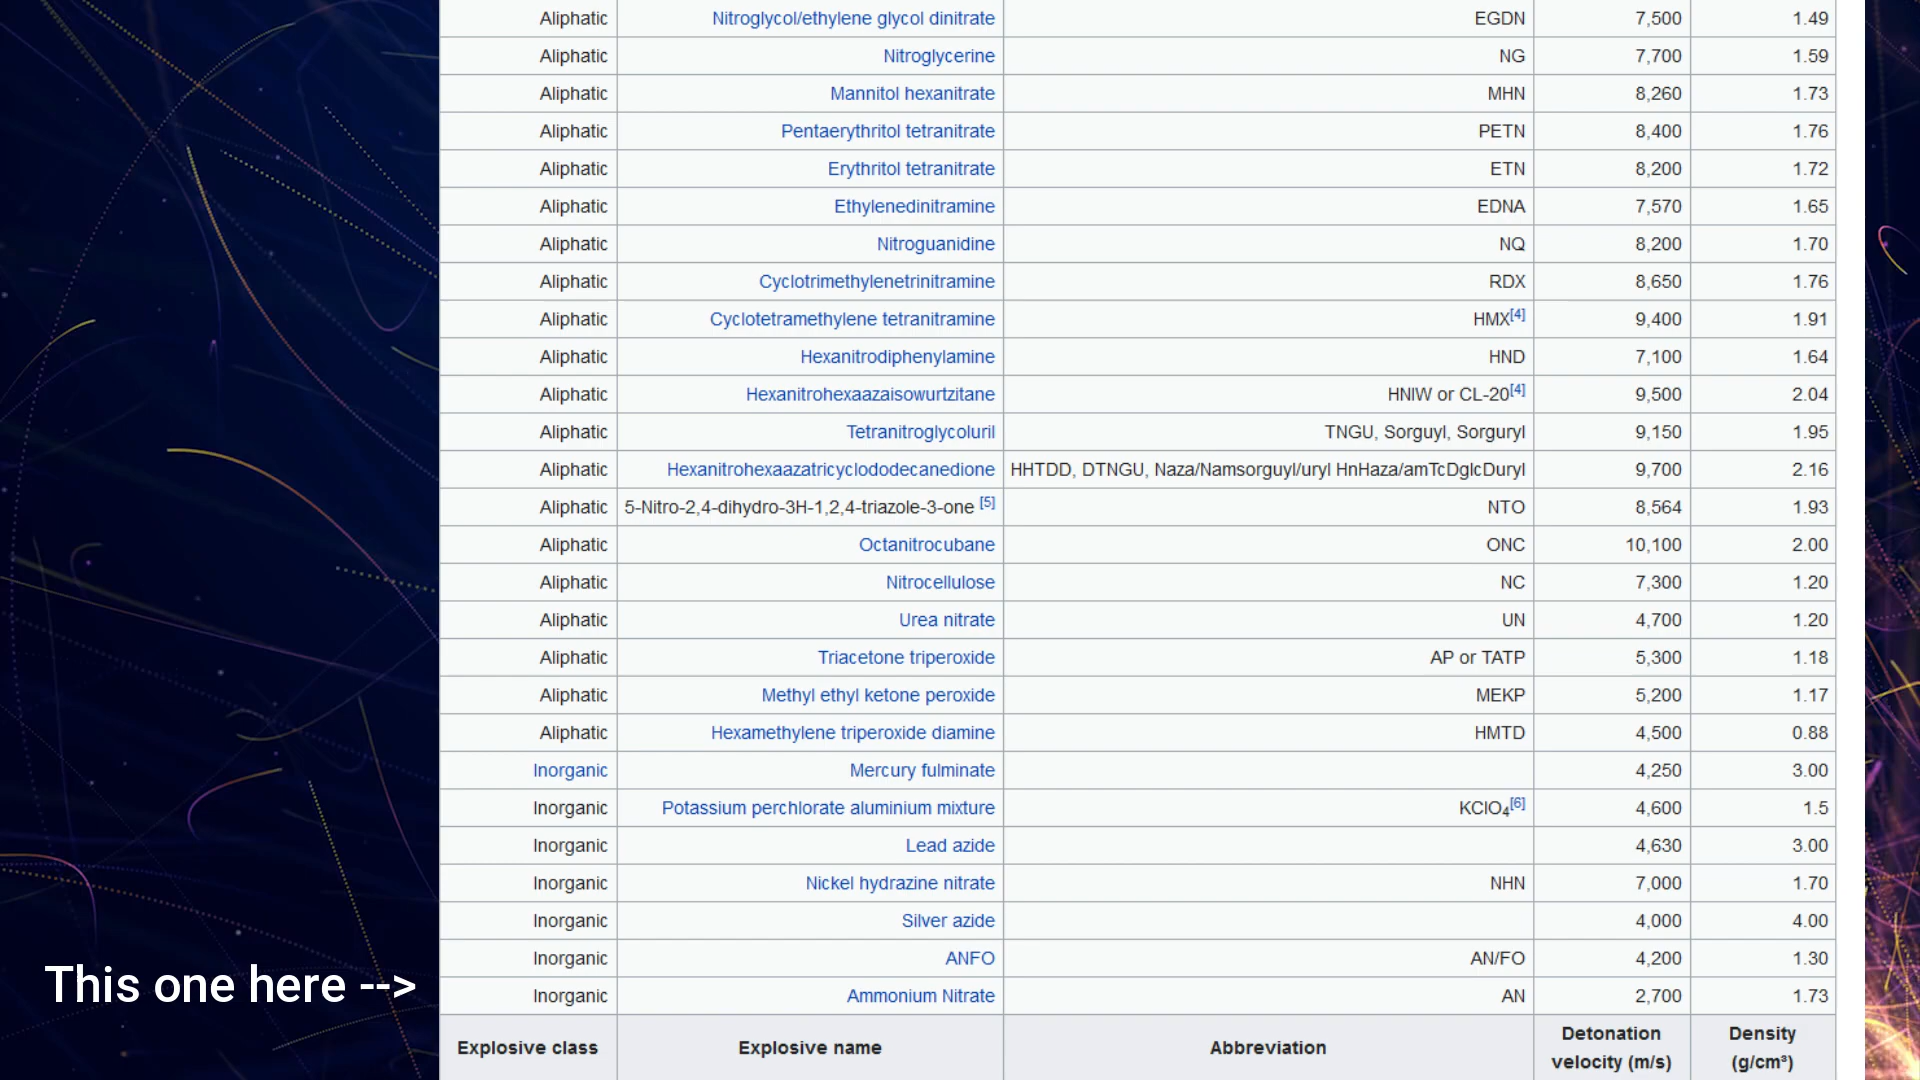 Aliphatic Nitroglycol/ethylene glycol dinitrate EGDN 7,500 1.49
Aliphatic Nitroglycerine NG 7,700 1.59
Aliphatic Mannitol hexanitrate MHN 8,260 1.73
Aliphatic Pentaerythritol tetranitrate PETN 8,400 1.76
Aliphatic Erythritol tetranitrate ETN 8,200 1.72
Aliphatic Ethylenedinitramine EDNA 7,570 1.65
Aliphatic Nitroguanidine NQ 8,200 1.70
Aliphatic Cyclotrimethylenetrinitramine RDX 8,650 1.76
Aliphatic Cyclotetramethylene tetranitramine HMX[4] 9,400 1.91
Aliphatic Hexanitrodiphenylamine HND 7,100 1.64
Aliphatic Hexanitrohexaazaisowurtzitane HNIW or CL-20[4] 9,500 2.04
Aliphatic Tetranitroglycoluril TNGU, Sorguyl, Sorguryl 9,150 1.95
Aliphatic Hexanitrohexaazatricyclododecanedione HHTDD, DTNGU, Naza/Namsorguyl/uryl HnHaza/amTcDglcDuryl 9,700 2.16
Aliphatic 5-Nitro-2,4-dihydro-3H-1,2,4-triazole-3-one [5] NTO 8,564 1.93
Aliphatic Octanitrocubane ONC 10,100 2.00
Aliphatic Nitrocellulose NC 7,300 1.20
Aliphatic Urea nitrate UN 4,700 1.20
Aliphatic Triacetone triperoxide AP or TATP 5,300 1.18
Aliphatic Methyl ethyl ketone peroxide MEKP 5,200 1.17
Aliphatic Hexamethylene triperoxide diamine HMTD 4,500 0.88
Inorganic Mercury fulminate 4,250 3.00
Inorganic Potassium perchlorate aluminium mixture KClO₄[6] 4,600 1.5
Inorganic Lead azide 4,630 3.00
Inorganic Nickel hydrazine nitrate NHN 7,000 1.70
Inorganic Silver azide 4,000 4.00
Inorganic ANFO AN/FO 4,200 1.30
This one here -->
Inorganic Ammonium Nitrate AN 2,700 1.73
Explosive class Explosive name Abbreviation Detonation velocity (m/s) Density (g/cm³)